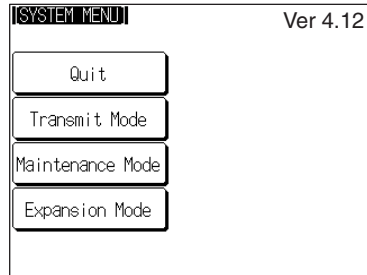 [SYSTEM MENU]
Ver 4.12
Quit
Transmit Mode
Maintenance Mode
Expansion Mode